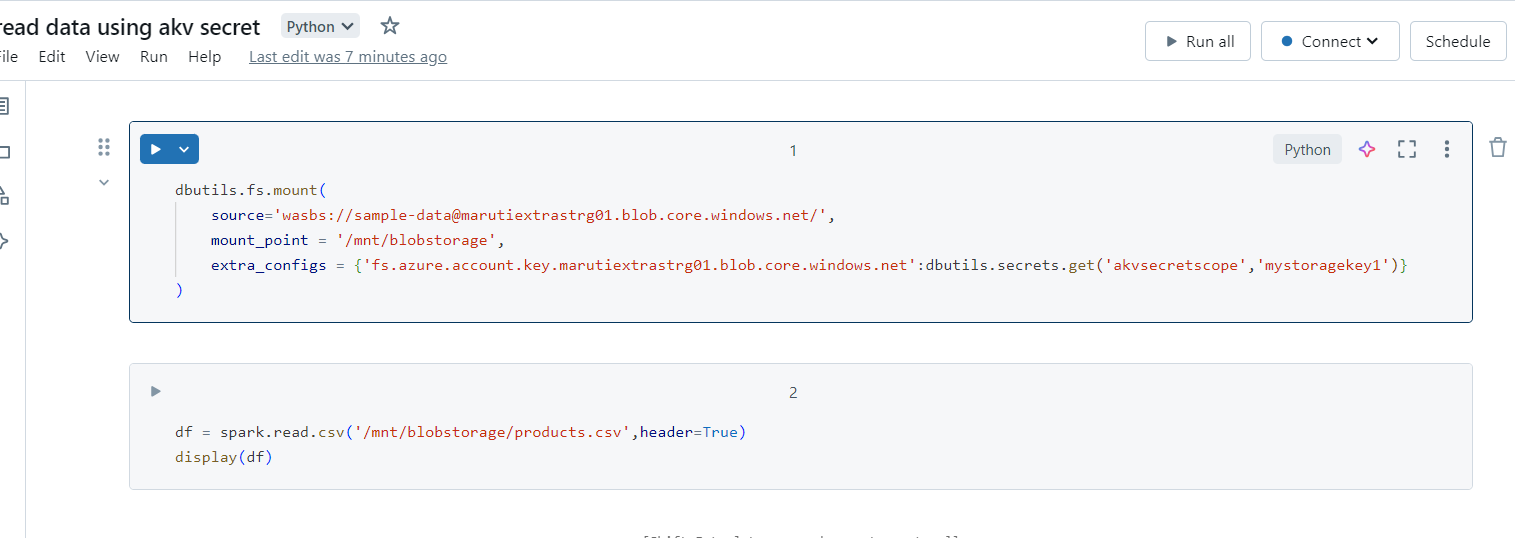 read data using akv secret Python
File Edit View Run Help Last edit was 7 minutes ago
Run all Connect Schedule
1
Python
dbutils.fs.mount(
source='wasbs://sample-data@marutiextrastrg01.blob.core.windows.net/',
mount_point = '/mnt/blobstorage',
extra_configs = {'fs.azure.account.key.marutiextrastrg01.blob.core.windows.net':dbutils.secrets.get('akvsecretscope','mystoragekey1')}
)
2
df = spark.read.csv('/mnt/blobstorage/products.csv',header=True)
display(df)